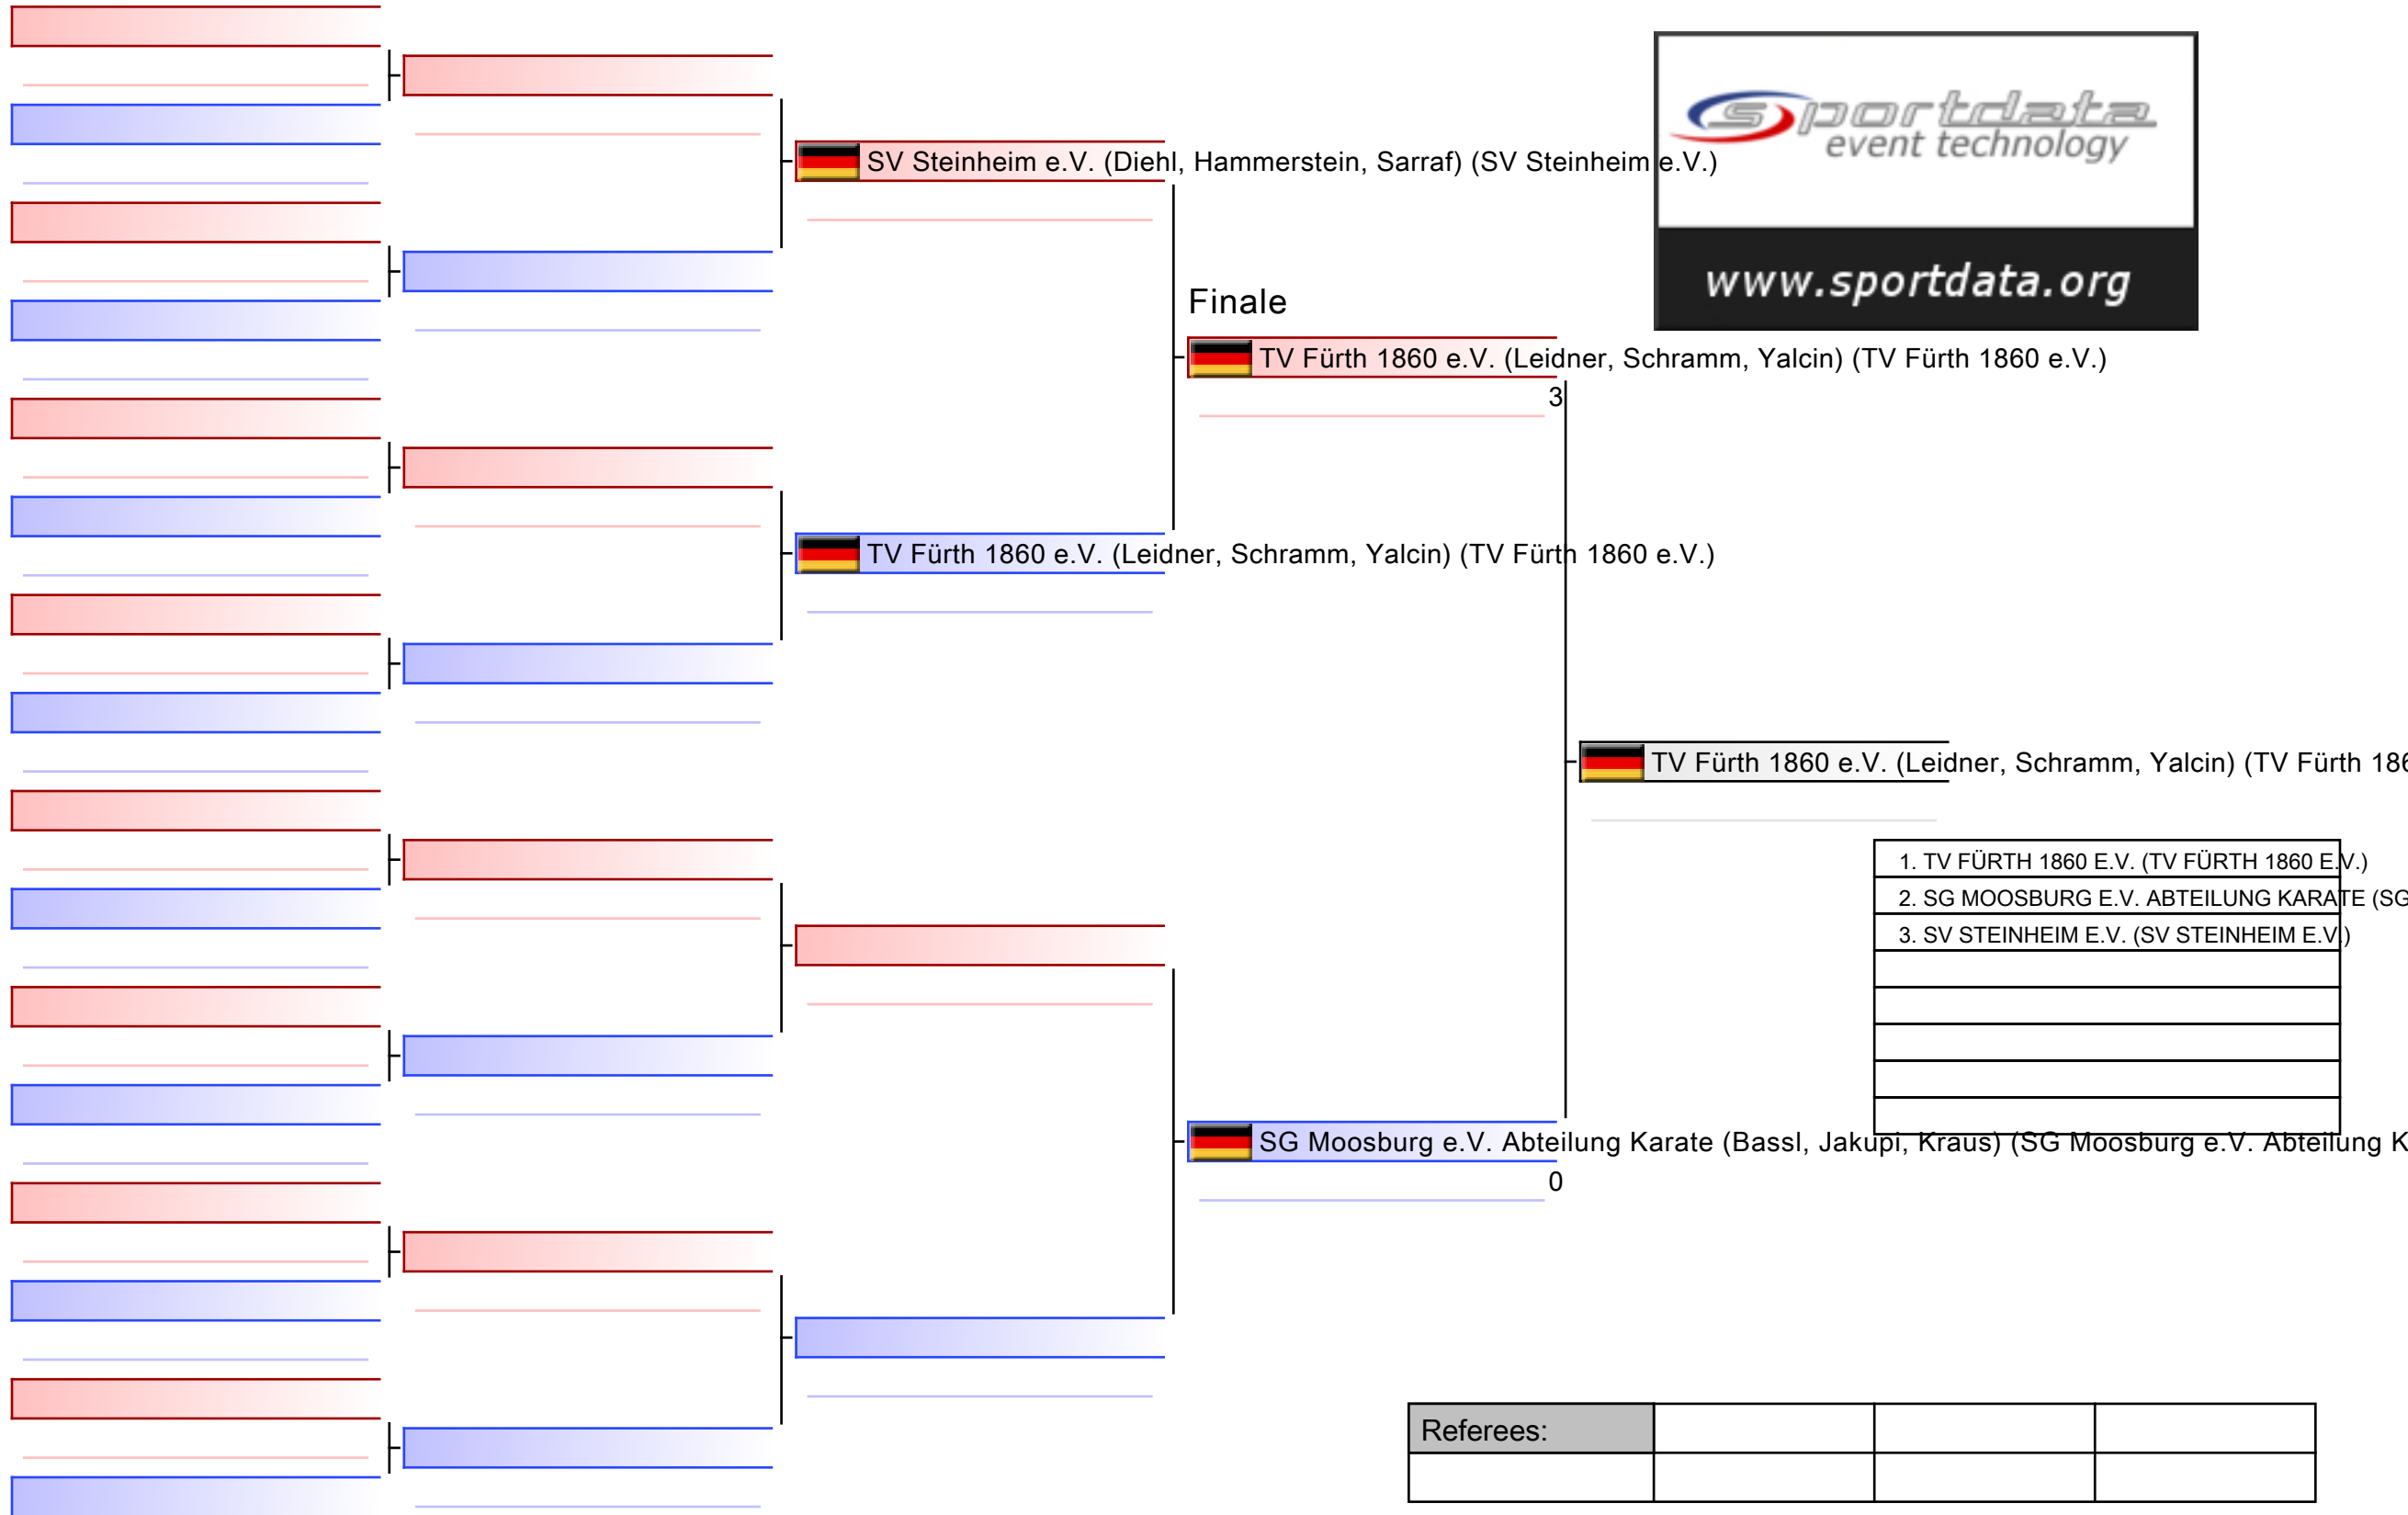 sportdata
event technology
www.sportdata.org
SV Steinheim e.V. (Diehl, Hammerstein, Sarraf) (SV Steinheim e.V.)
Finale
TV Fürth 1860 e.V. (Leidner, Schramm, Yalcin) (TV Fürth 1860 e.V.)
3
TV Fürth 1860 e.V. (Leidner, Schramm, Yalcin) (TV Fürth 1860 e.V.)
TV Fürth 1860 e.V. (Leidner, Schramm, Yalcin) (TV Fürth 186
1. TV FÜRTH 1860 E.V. (TV FÜRTH 1860 E.V.)
2. SG MOOSBURG E.V. ABTEILUNG KARATE (SG
3. SV STEINHEIM E.V. (SV STEINHEIM E.V.)
SG Moosburg e.V. Abteilung Karate (Bassl, Jakupi, Kraus) (SG Moosburg e.V. Abteilung K
0
Referees: